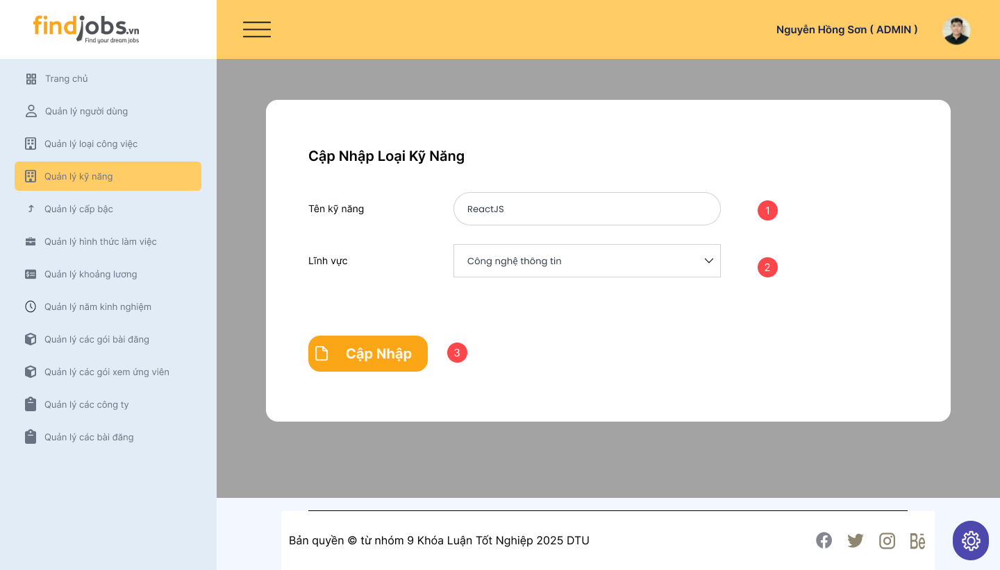 findjobs.vn
Find your dream jobs
Nguyễn Hồng Sơn ( ADMIN )
Trang chủ
Quản lý người dùng
Quản lý loại công việc
Quản lý kỹ năng
Quản lý cấp bậc
Quản lý hình thức làm việc
Quản lý khoảng lương
Quản lý năm kinh nghiệm
Quản lý các gói bài đăng
Quản lý các gói xem ứng viên
Quản lý các công ty
Quản lý các bài đăng
Cập Nhập Loại Kỹ Năng
Tên kỹ năng ReactJS 1
Lĩnh vực Công nghệ thông tin 2
Cập Nhập 3
Bản quyền © từ nhóm 9 Khóa Luận Tốt Nghiệp 2025 DTU